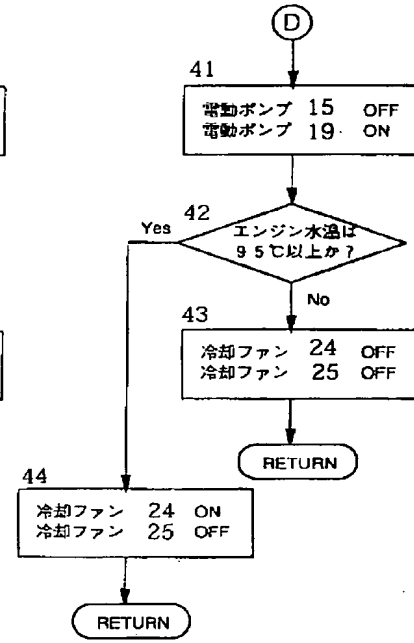 D
41
電動ポンプ 15 OFF
電動ポンプ 19 ON
42
Yes
エンジン水温は
95℃以上か?
No
43
冷却ファン 24 OFF
冷却ファン 25 OFF
RETURN
44
冷却ファン 24 ON
冷却ファン 25 OFF
RETURN